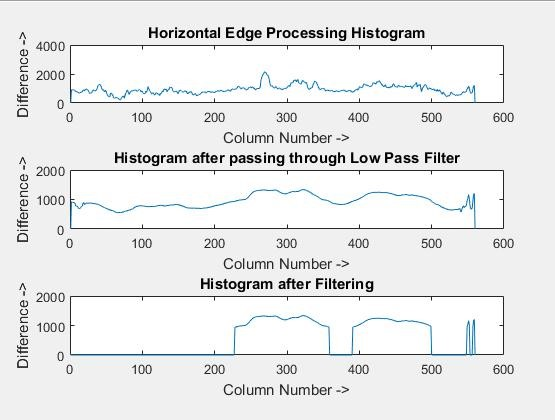 Horizontal Edge Processing Histogram
Difference ->
4000
2000
0
0 100 200 300 400 500 600
Column Number ->
Histogram after passing through Low Pass Filter
Difference ->
2000
1000
0
0 100 200 300 400 500 600
Column Number ->
Histogram after Filtering
Difference ->
2000
1000
0
0 100 200 300 400 500 600
Column Number ->